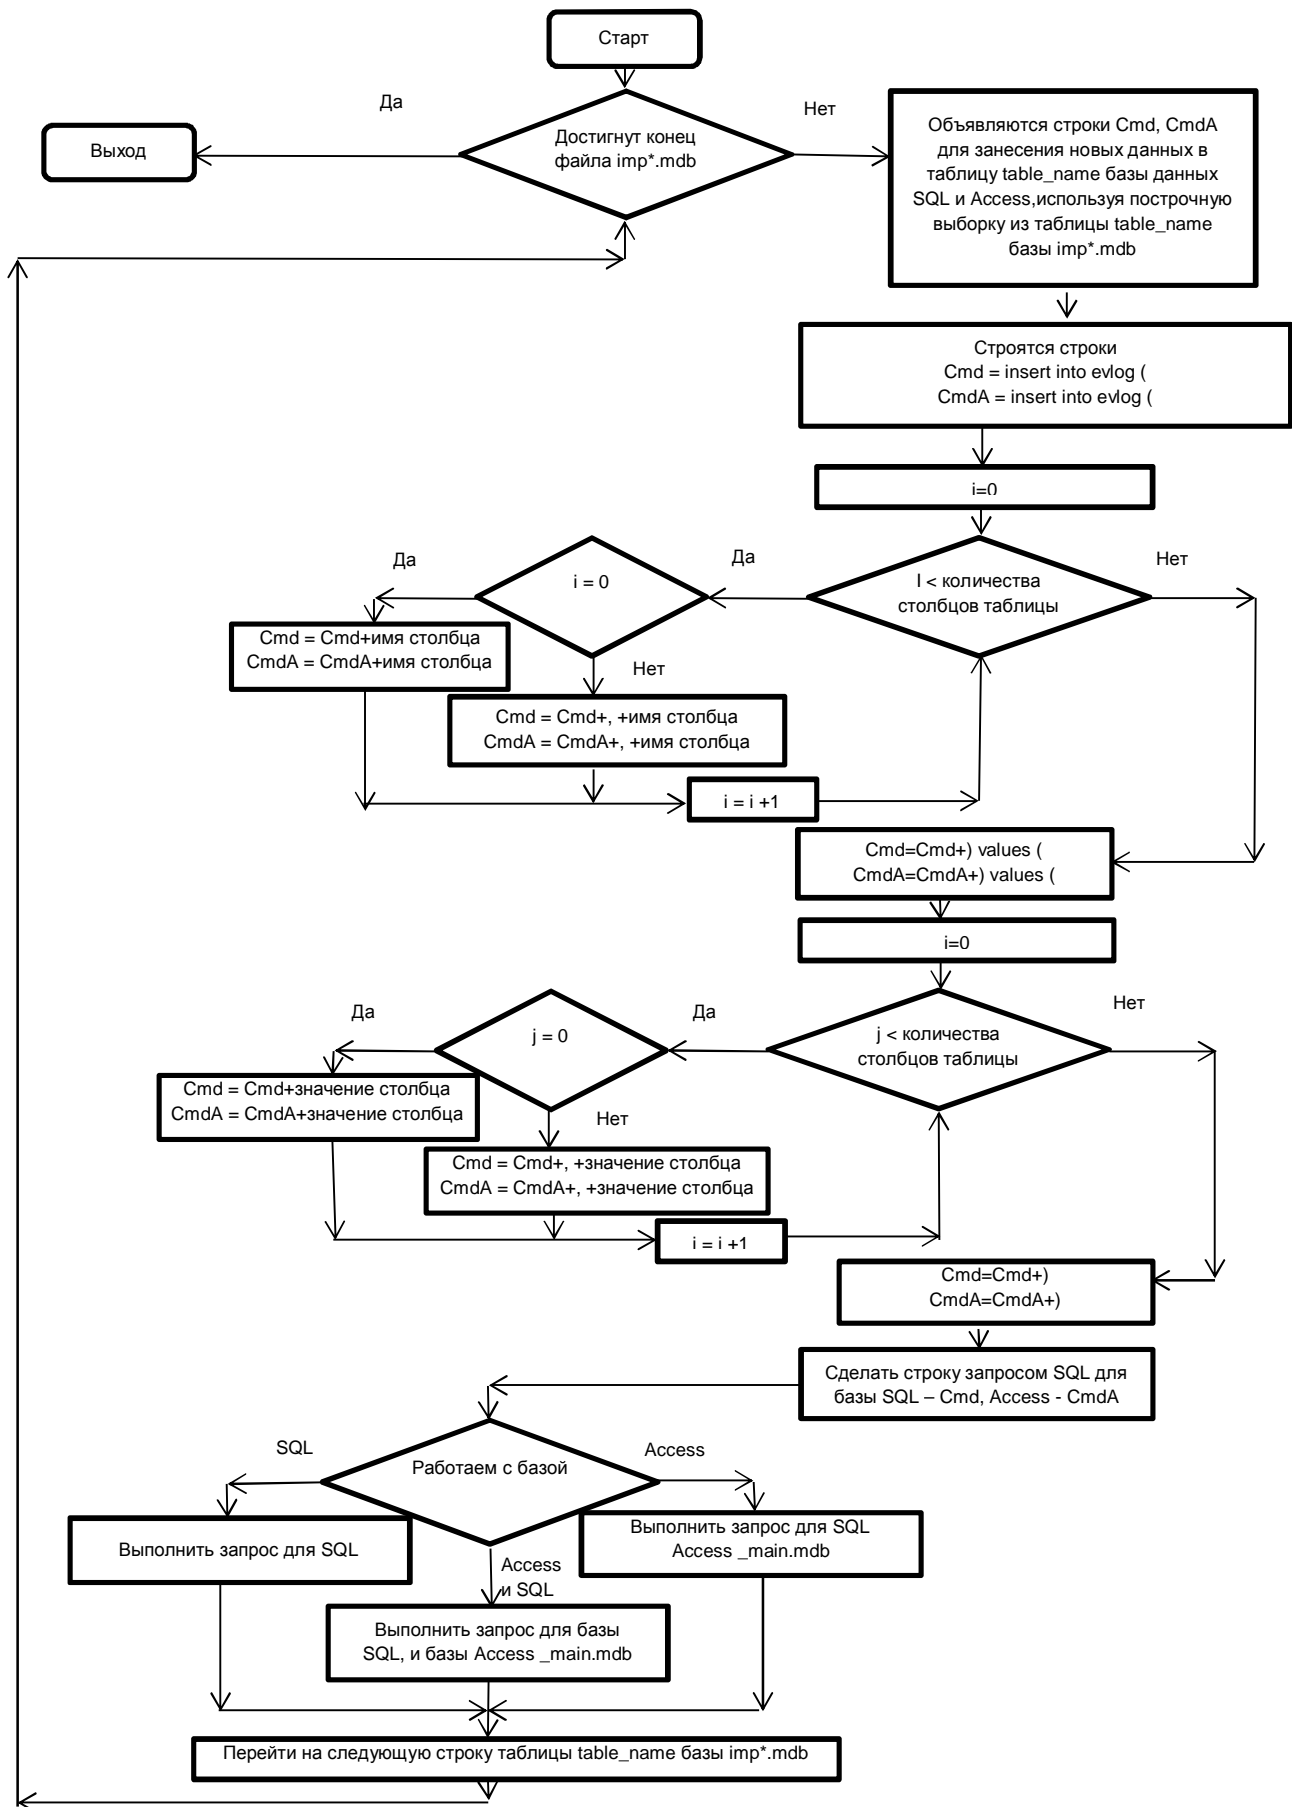 Старт
Да
Нет
Достигнут конец
файла imp*.mdb
Выход
Объявляются строки Cmd, CmdA
для занесения новых данных в
таблицу table_name базы данных
SQL и Access,используя построчную
выборку из таблицы table_name
базы imp*.mdb
Строятся строки
Cmd = insert into evlog (
CmdA = insert into evlog (
i=0
Да
Да
Нет
i = 0
I < количества
столбцов таблицы
Cmd = Cmd+имя столбца
CmdA = CmdA+имя столбца
Нет
Cmd = Cmd+, +имя столбца
CmdA = CmdA+, +имя столбца
i = i +1
Cmd=Cmd+) values (
CmdA=CmdA+) values (
i=0
Да
Да
Нет
j = 0
j < количества
столбцов таблицы
Cmd = Cmd+значение столбца
CmdA = CmdA+значение столбца
Нет
Cmd = Cmd+, +значение столбца
CmdA = CmdA+, +значение столбца
i = i +1
Cmd=Cmd+)
CmdA=CmdA+)
Сделать строку запросом SQL для
базы SQL – Cmd, Access - CmdA
SQL
Access
Работаем с базой
Выполнить запрос для SQL
Выполнить запрос для SQL
Access _main.mdb
Access
и SQL
Выполнить запрос для базы
SQL, и базы Access _main.mdb
Перейти на следующую строку таблицы table_name базы imp*.mdb